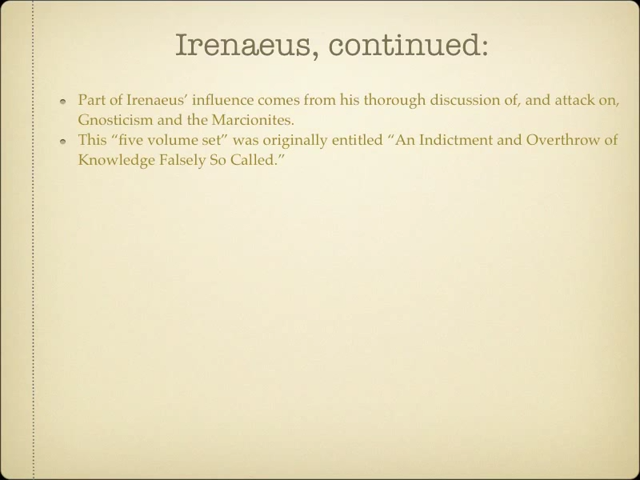 Irenaeus, continued:
Part of Irenaeus’ influence comes from his thorough discussion of, and attack on,
Gnosticism and the Marcionites.
This “five volume set” was originally entitled “An Indictment and Overthrow of
Knowledge Falsely So Called.”